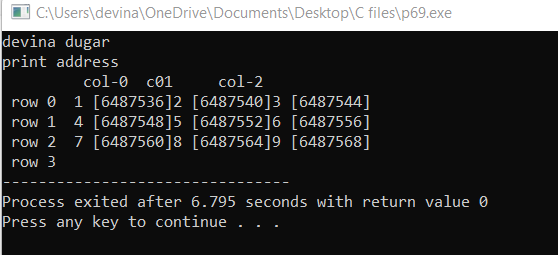 C:\Users\devina\OneDrive\Documents\Desktop\C files\p69.exe
devina dugar
print address
         col-0  c01     col-2
 row 0  1 [6487536]2 [6487540]3 [6487544]
 row 1  4 [6487548]5 [6487552]6 [6487556]
 row 2  7 [6487560]8 [6487564]9 [6487568]
 row 3
--------------------------------
Process exited after 6.795 seconds with return value 0
Press any key to continue . . .